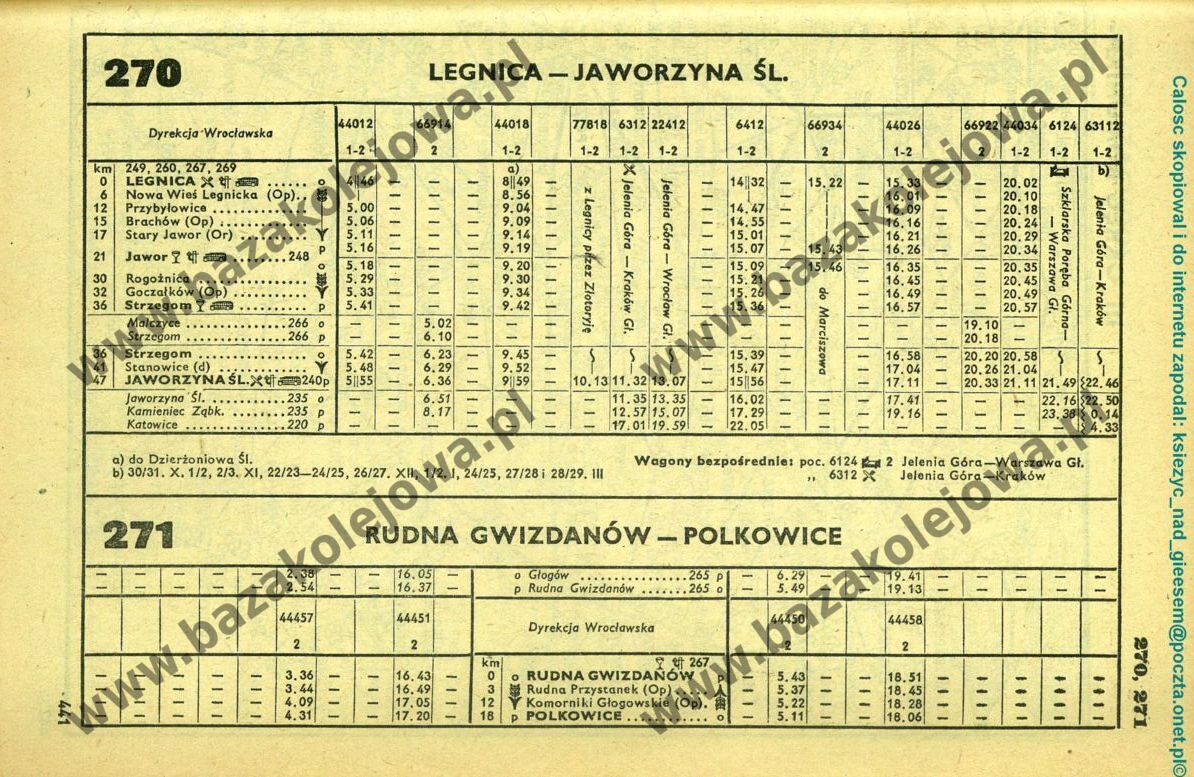 270 LEGNICA — JAWORZYNA ŚL.
Dyrekcja Wrocławska 44012 66914 44018 77818 6312 22412 6412 66934 44026 66922 44034 6124 63112
1-2 2 1-2 1-2 1-2 1-2 1-2 2 1-2 2 1-2 1-2 1-2
km 249, 260, 267, 269 a) b)
0 LEGNICA ...... o 4 46 — — 8 49 — — 14 32 — 15.22 — 15.33 — — 20.02
6 Nowa Wieś Legnicka (Op).. 8.56 — 16.01 — 20.10
12 Przybyłowice 5.00 — — 9.04 — — 14.47 — 16.09 — — 20.18
15 Brachów (Op) 5.06 — — 9.09 — — 14.55 — 16.16 — — 20.24
17 Stary Jawor (Or) 5.11 — — 9.14 — — 15.01 — 16.21 — — 20.29
21 Jawor 248 p 5.16 — — 9.19 — — 15.07 — 15.43 — 16.26 — — 20.34
o 5.18 — — 9.20 — — 15.09 — 15.46 — 16.35 — — 20.35
30 Rogoźnica 5.29 — — 9.30 — — 15.21 — 16.45 — — 20.45
32 Goczałków (Op) 5.33 — — 9.34 — — 15.26 — 16.49 — — 20.49
36 Strzegom p 5.41 — — 9.42 — — 15.36 — 16.57 — — 20.57
z Legnicy przez Złotoryję
Jelenia Góra — Kraków Gł.
Jelenia Góra — Wrocław Gł.
do Marciszowa
Szklarska Poręba Górna — — Warszawa Gł.
Jelenia Góra — Kraków
Malczyce 266 o — — 5.02 — — — — — 19.10 — —
Strzegom 266 p — — 6.10 — — — — — 20.18 — —
36 Strzegom o 5.42 — 6.23 — 9.45 — — 15.39 — 16.58 — 20.20 20.58
41 Stanowice (d) 5.48 — 6.29 — 9.52 — — 15.47 — 17.04 — 20.26 21.04
47 JAWORZYNA ŚL. 240 p 5 55 — 6.36 — 9 59 — 10.13 11.32 13.07 — 15 56 — 17.11 — 20.33 21.11 21.49 22.46
Jaworzyna Śl. 235 o — — 6.51 — — — — 11.35 13.35 — 16.02 — — — 17.41 — — — 22.16 22.50
Kamieniec Ząbk. 235 p — — 8.17 — — — — 12.57 15.07 — 17.29 — — — 19.16 — — — 23.38 0.14
Katowice 220 p — — — — — — — 17.01 19.59 — 22.05 — — — — — — — — 4.33
a) do Dzierżoniowa Śl.
b) 30/31. X, 1/2, 2/3. XI, 22/23—24/25, 26/27. XII, 1/2. I, 24/25, 27/28 i 28/29. III
Wagony bezpośrednie: poc. 6124 2 Jelenia Góra—Warszawa Gł.
„ 6312 Jelenia Góra—Kraków
271 RUDNA GWIZDANÓW — POLKOWICE
— — — — — 2.38 — — 16.05 — o Głogów 265 p — 6.29 — — 19.41 — — — — —
— — — — — 2.54 — — 16.37 — p Rudna Gwizdanów 265 o — 5.49 — — 19.13 — — — — —
44457 44451 Dyrekcja Wrocławska 44450 44458
2 2 2 2
km 267
— — — — — 3.36 — — 16.43 — 0 o RUDNA GWIZDANÓW p — 5.43 — — 18.51 — — — — —
— — — — — 3.44 — — 16.49 — 3 Rudna Przystanek (Op) — 5.37 — — 18.45 — — — — —
— — — — — 4.09 — — 17.05 — 12 Komorniki Głogowskie (Op). — 5.22 — — 18.28 — — — — —
— — — — — 4.31 — — 17.20 — 18 p POLKOWICE o — 5.11 — — 18.06 — — — — —
441
270, 271
Calosc skopiowal i do internetu zapodal: ksiezyc_nad_gieesem@poczta.onet.pl©
www.bazakolejowa.pl
www.bazakolejowa.pl
www.bazakolejowa.pl
www.bazakolejowa.pl